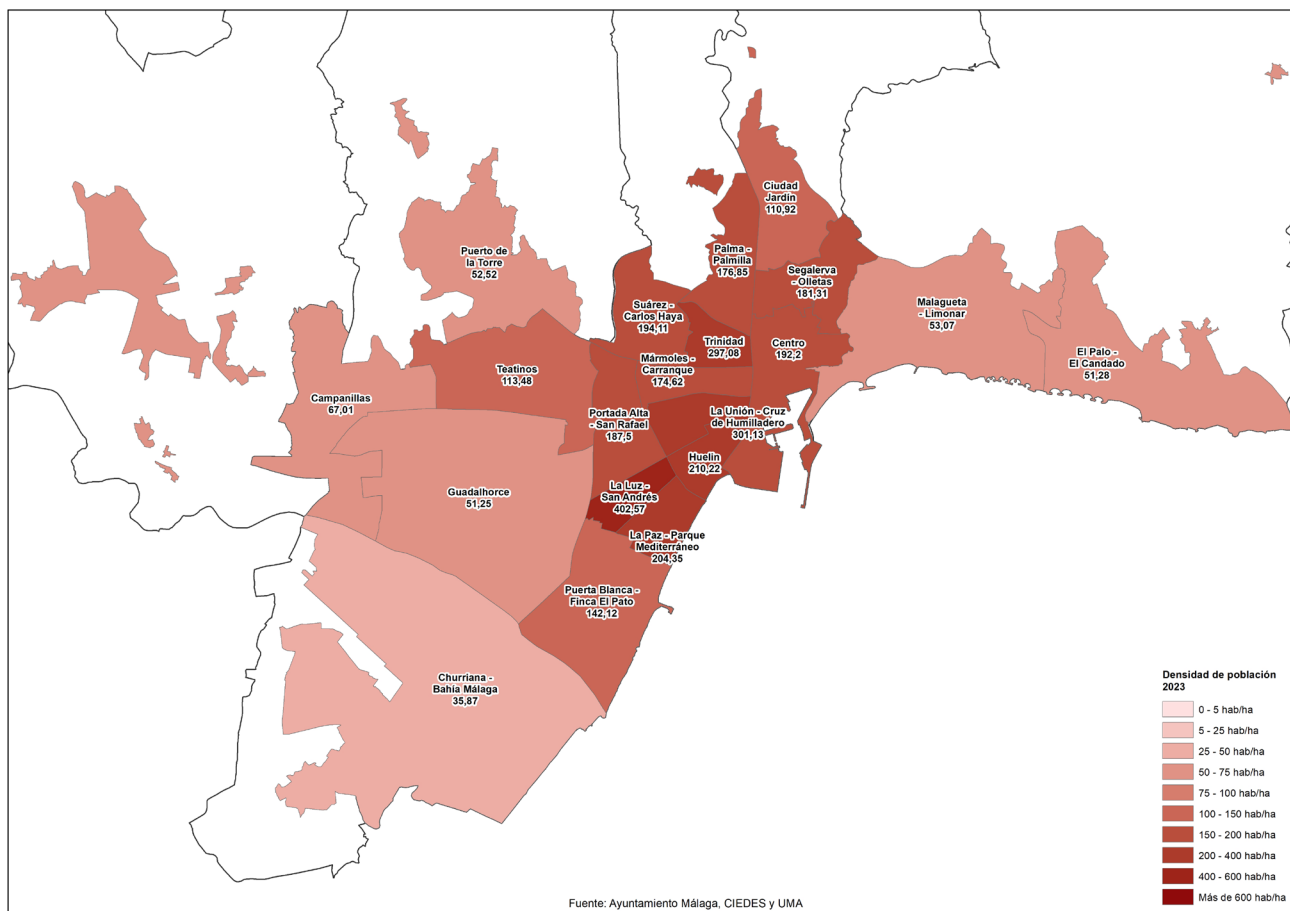 Ciudad
Jardín
110,92
Puerto de
la Torre
52,52
Palma -
Palmilla
176,85
Segalerva
- Olletas
181,31
Suárez -
Carlos Haya
194,11
Malagueta
- Limonar
53,07
Trinidad
297,08
Centro
192,2
El Palo -
El Candado
51,28
Teatinos
113,48
Mármoles -
Carranque
174,62
Campanillas
67,01
Portada Alta
- San Rafael
187,5
La Unión - Cruz
de Humilladero
301,13
Huelin
210,22
Guadalhorce
51,25
La Luz -
San Andrés
402,57
La Paz - Parque
Mediterráneo
204,35
Puerta Blanca -
Finca El Pato
142,12
Churriana -
Bahía Málaga
35,87
Densidad de población
2023
0 - 5 hab/ha
5 - 25 hab/ha
25 - 50 hab/ha
50 - 75 hab/ha
75 - 100 hab/ha
100 - 150 hab/ha
150 - 200 hab/ha
200 - 400 hab/ha
400 - 600 hab/ha
Más de 600 hab/ha
Fuente: Ayuntamiento Málaga, CIEDES y UMA